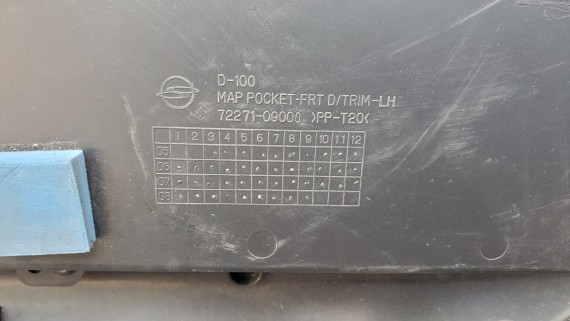 D-100
MAP POCKET-FRT D/TRIM-LH
72271-09000 >PP-T20<
1 2 3 4 5 6 7 8 9 10 11 12
05
06
07
08